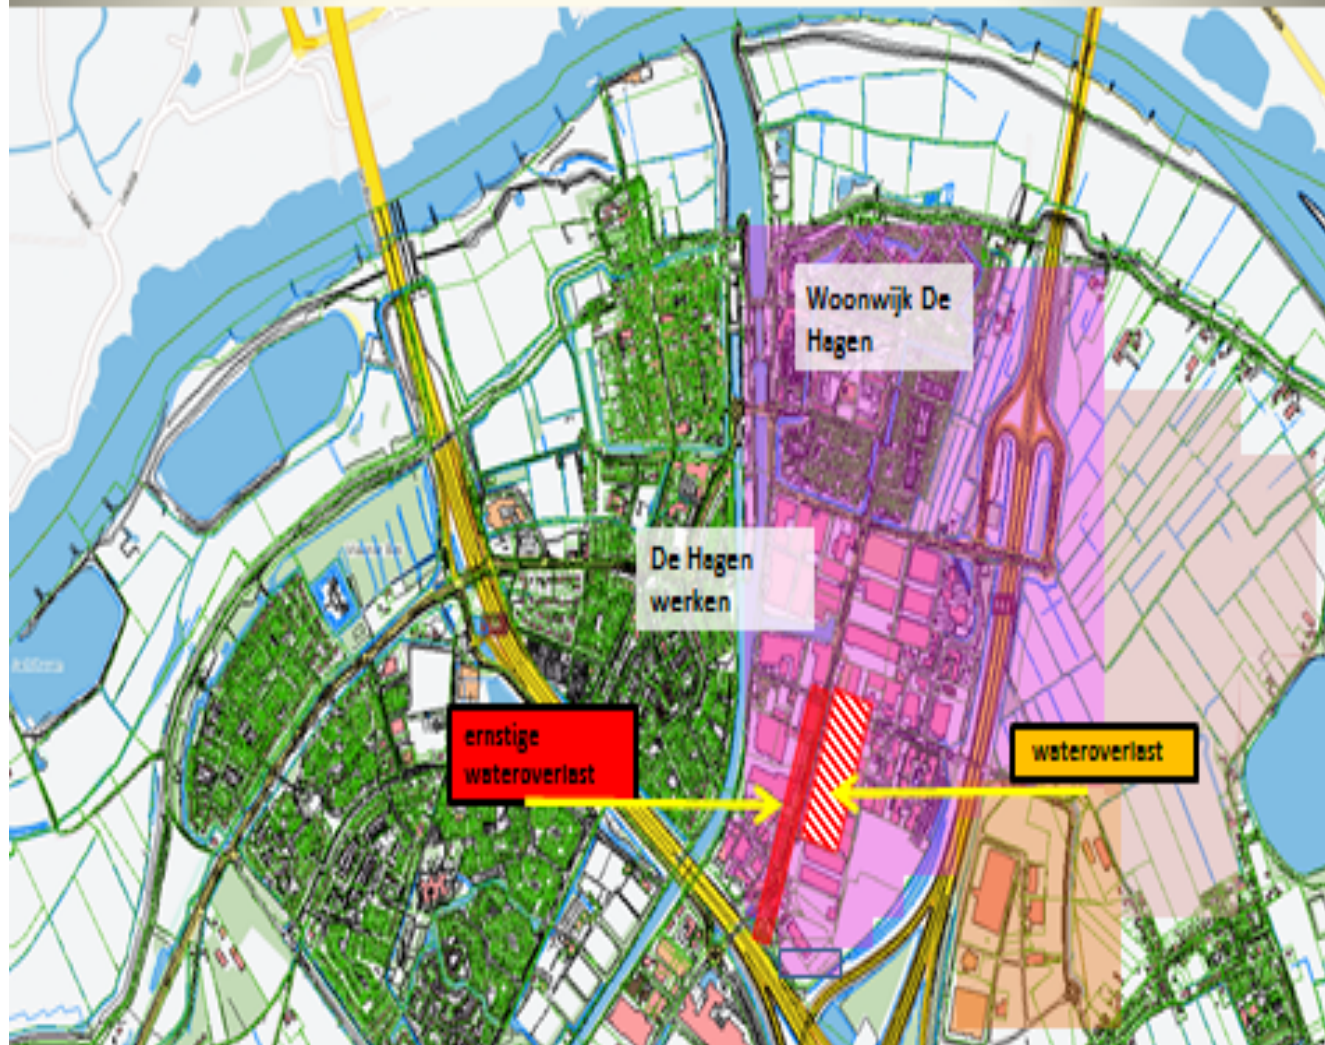 Woonwijk De
Hagen
De Hagen
werken
ernstige
wateroverlast
wateroverlast